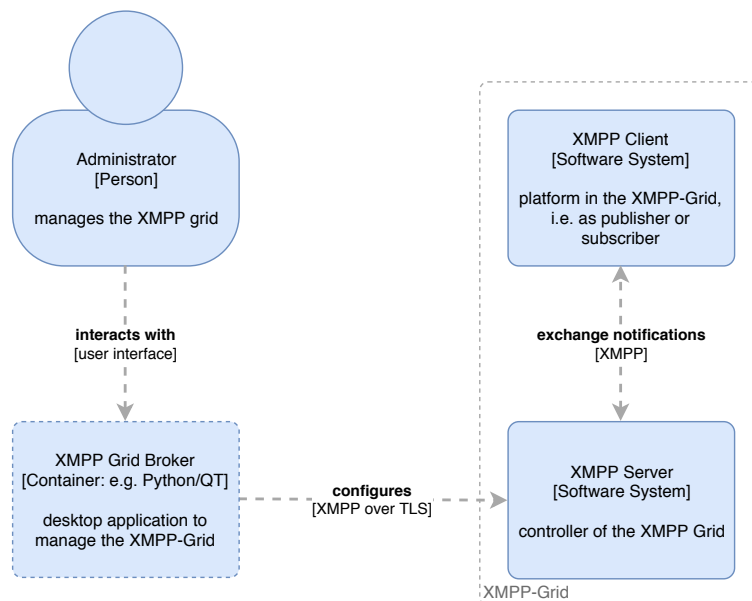 Administrator
[Person]
manages the XMPP grid
interacts with
[user interface]
XMPP Grid Broker
[Container: e.g. Python/QT]
desktop application to
manage the XMPP-Grid
configures
[XMPP over TLS]
XMPP Client
[Software System]
platform in the XMPP-Grid,
i.e. as publisher or
subscriber
exchange notifications
[XMPP]
XMPP Server
[Software System]
controller of the XMPP Grid
XMPP-Grid